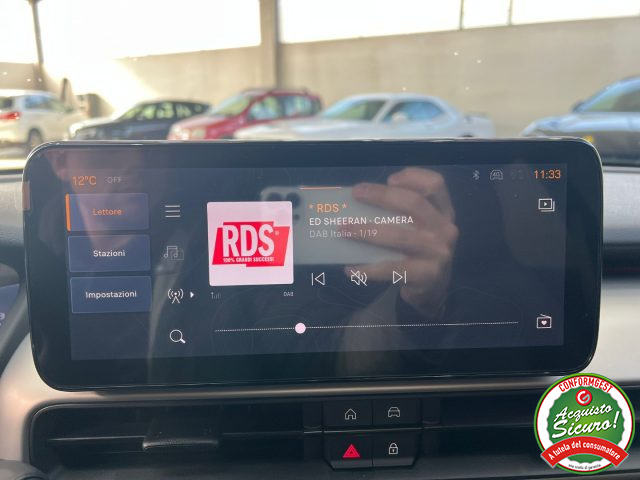 12°C OFF
11:33
Lettore
Stazioni
Impostazioni
RDS
100% GRANDI SUCCESSI
* RDS *
ED SHEERAN - CAMERA
DAB Italia - 1/19
DAB
CONFORMGEST
Acquisto
Sicuro!
A tutela del consumatore